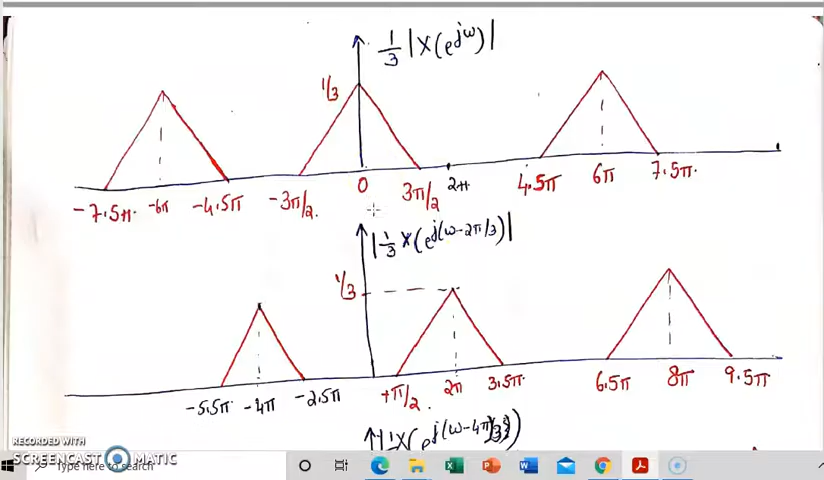 1/3 |X(e^jω)|
1/3
-7.5π -6π -4.5π -3π/2. 0 3π/2 2π 4.5π 6π 7.5π.
|1/3 X(e^j(ω-2π/3)|
1/3
-5.5π. -4π -2.5π +π/2. 2π 3.5π. 6.5π 8π 9.5π.
RECORDED WITH
SCREENCAST MATIC
Type here to search